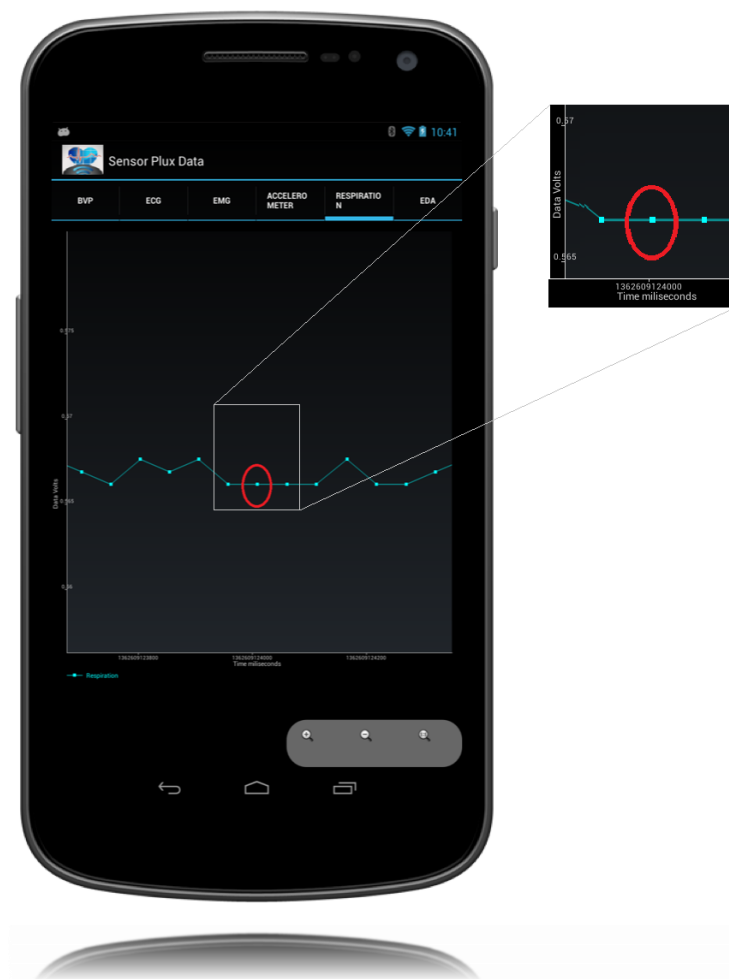 10:41
Sensor Plux Data
BVP
ECG
EMG
ACCELERO
METER
RESPIRATIO
N
EDA
0,575
0,57
0,565
0,56
Data Volts
1362609123800
1362609124000
1362609124200
Time miliseconds
Respiration
0,57
0,565
Data Volts
1362609124000
Time miliseconds